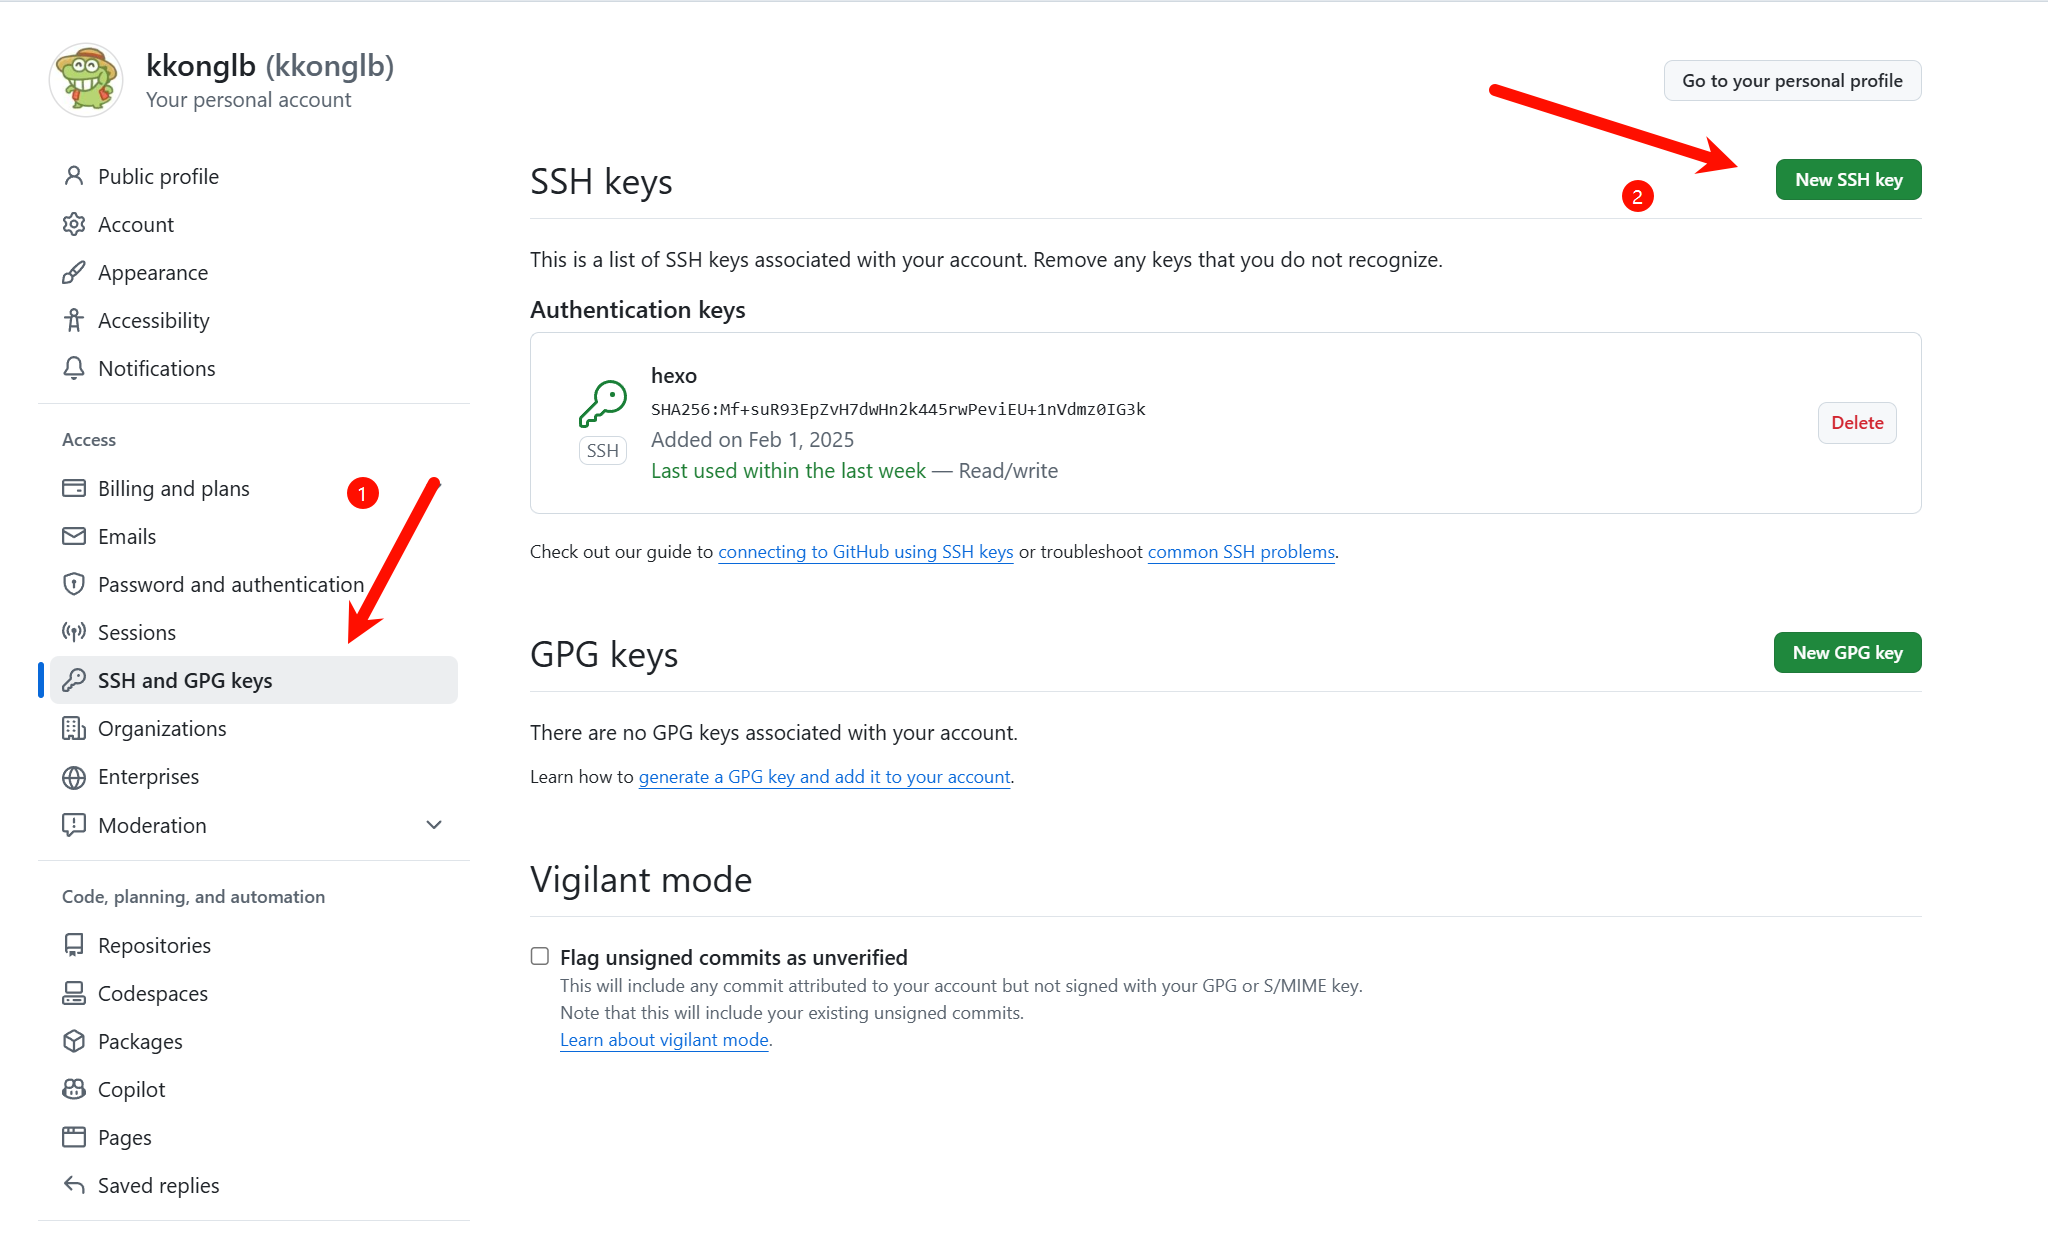 kkonglb (kkonglb)
Your personal account
Go to your personal profile
Public profile
Account
Appearance
Accessibility
Notifications
Access
Billing and plans
1
Emails
Password and authentication
Sessions
SSH and GPG keys
Organizations
Enterprises
Moderation
Code, planning, and automation
Repositories
Codespaces
Packages
Copilot
Pages
Saved replies
SSH keys
2
New SSH key
This is a list of SSH keys associated with your account. Remove any keys that you do not recognize.
Authentication keys
hexo
SHA256:Mf+suR93EpZvH7dwHn2k445rwPeviEU+1nVdmz0IG3k
Added on Feb 1, 2025
SSH
Last used within the last week — Read/write
Delete
Check out our guide to connecting to GitHub using SSH keys or troubleshoot common SSH problems.
GPG keys
New GPG key
There are no GPG keys associated with your account.
Learn how to generate a GPG key and add it to your account.
Vigilant mode
Flag unsigned commits as unverified
This will include any commit attributed to your account but not signed with your GPG or S/MIME key.
Note that this will include your existing unsigned commits.
Learn about vigilant mode.